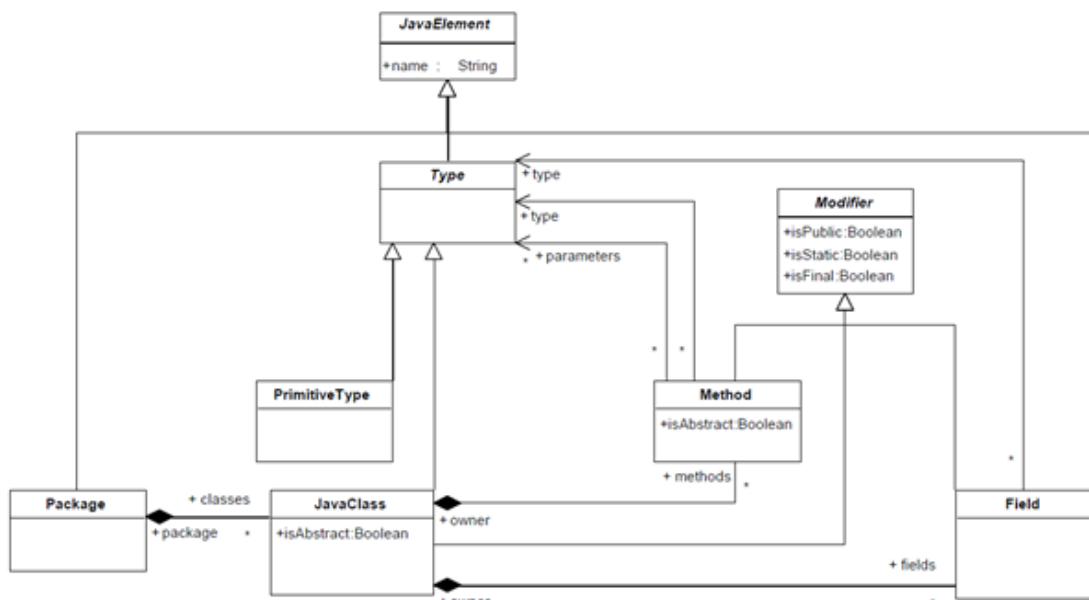 JavaElement
+name : String
Type
+ type
+ type
* + parameters
Modifier
+isPublic:Boolean
+isStatic:Boolean
+isFinal:Boolean
* *
PrimitiveType
Method
+isAbstract:Boolean
*
+ methods
*
Package
+ classes
+ package
*
JavaClass
+isAbstract:Boolean
+ owner
Field
+ fields